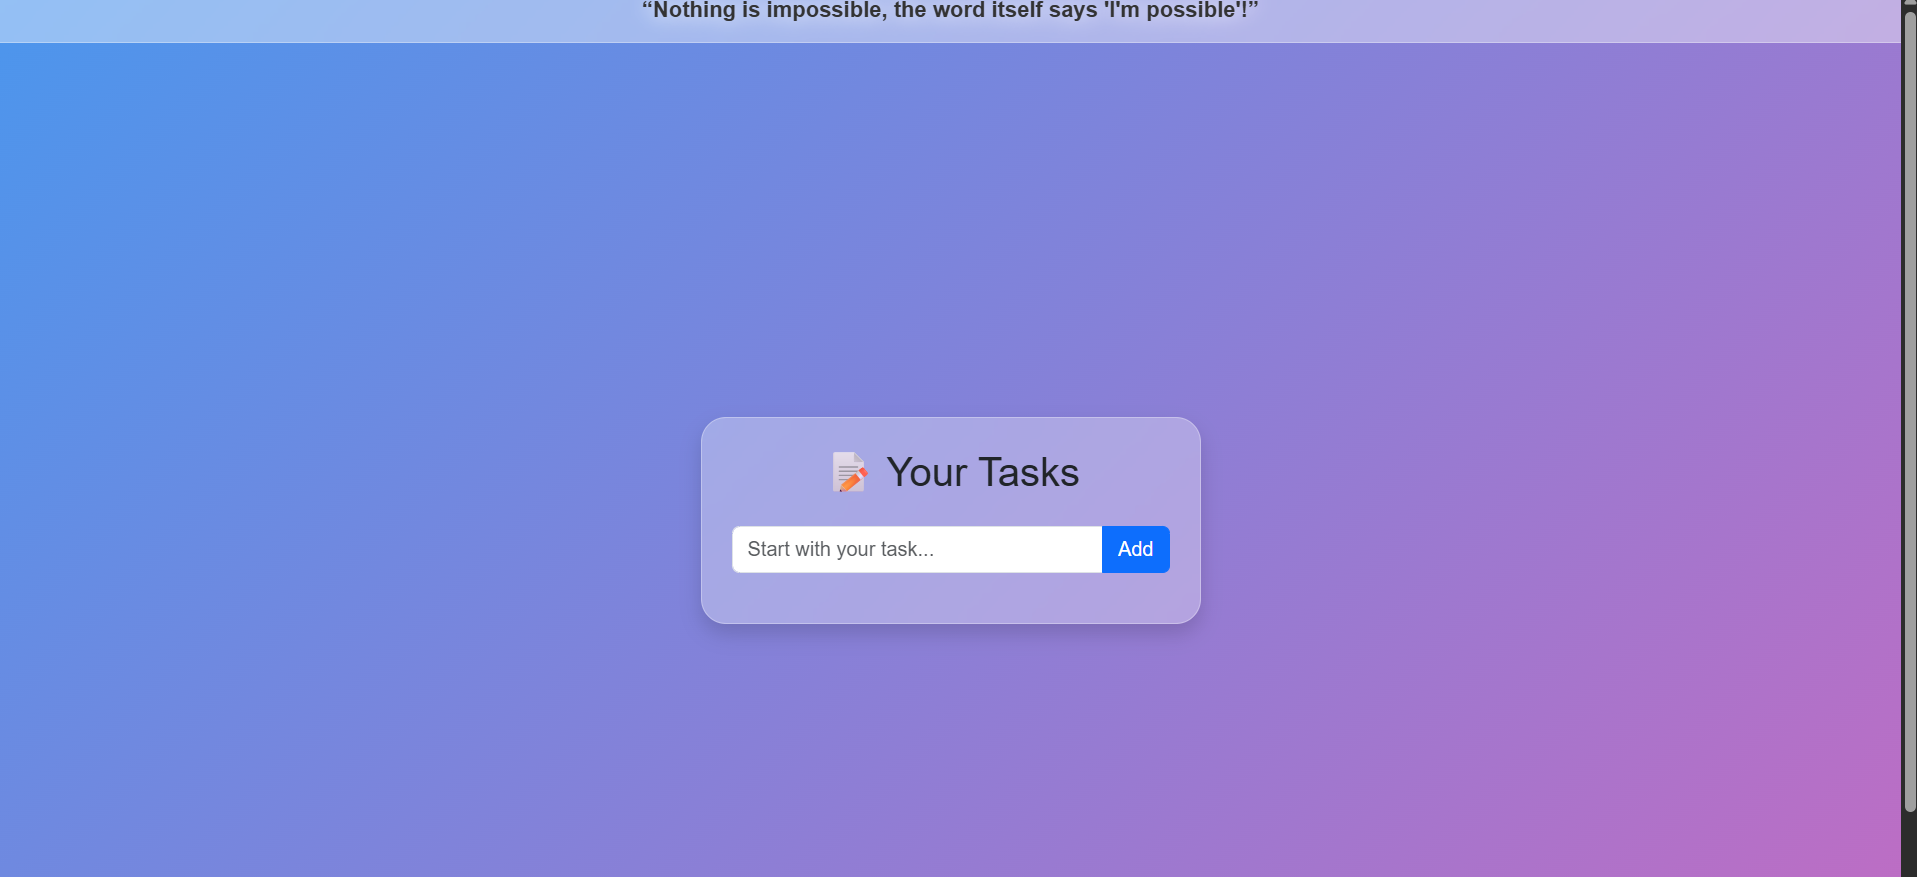 “Nothing is impossible, the word itself says 'I'm possible'!”
Your Tasks
Start with your task...
Add